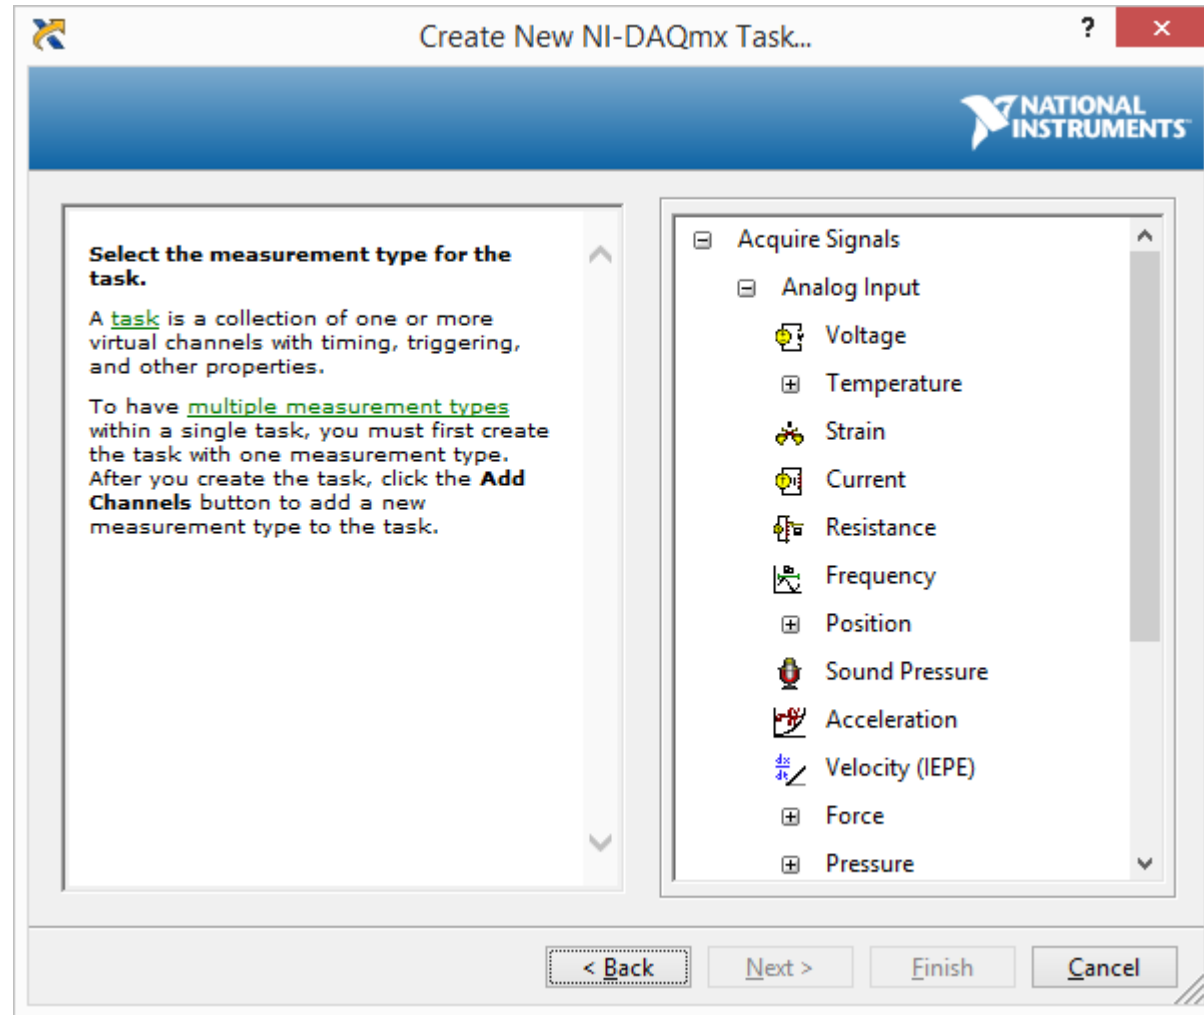 Create New NI-DAQmx Task...
?
NATIONAL
INSTRUMENTS
Select the measurement type for the
task.
A task is a collection of one or more
virtual channels with timing, triggering,
and other properties.
To have multiple measurement types
within a single task, you must first create
the task with one measurement type.
After you create the task, click the Add
Channels button to add a new
measurement type to the task.
Acquire Signals
Analog Input
Voltage
Temperature
Strain
Current
Resistance
Frequency
Position
Sound Pressure
Acceleration
Velocity (IEPE)
Force
Pressure
< Back
Next >
Finish
Cancel